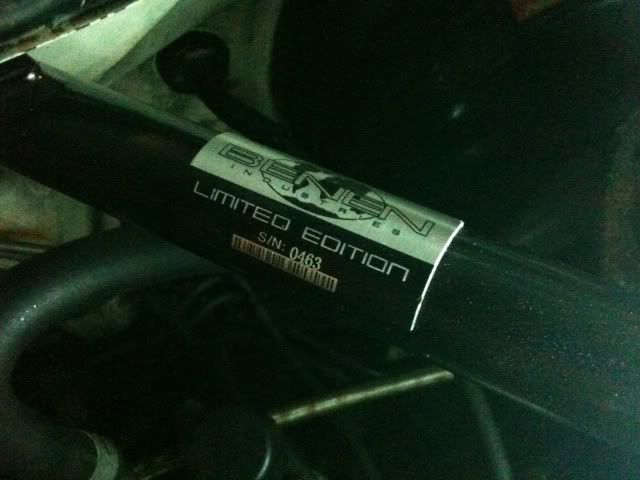 BENEN
INDUSTRIES
LIMITED EDITION
S/N: 0463